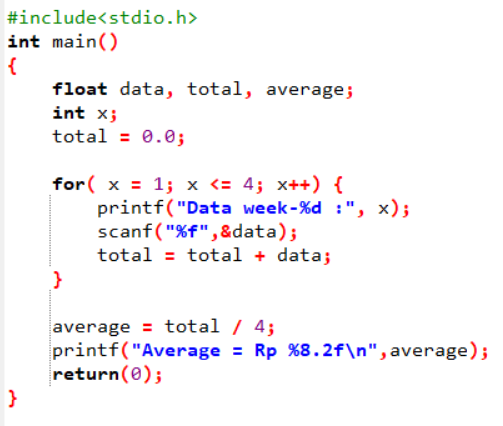 #include<stdio.h>
int main()
{
    float data, total, average;
    int x;
    total = 0.0;
    for( x = 1; x <= 4; x++) {
        printf("Data week-%d :", x);
        scanf("%f",&data);
        total = total + data;
    }
    average = total / 4;
    printf("Average = Rp %8.2f\n",average);
    return(0);
}